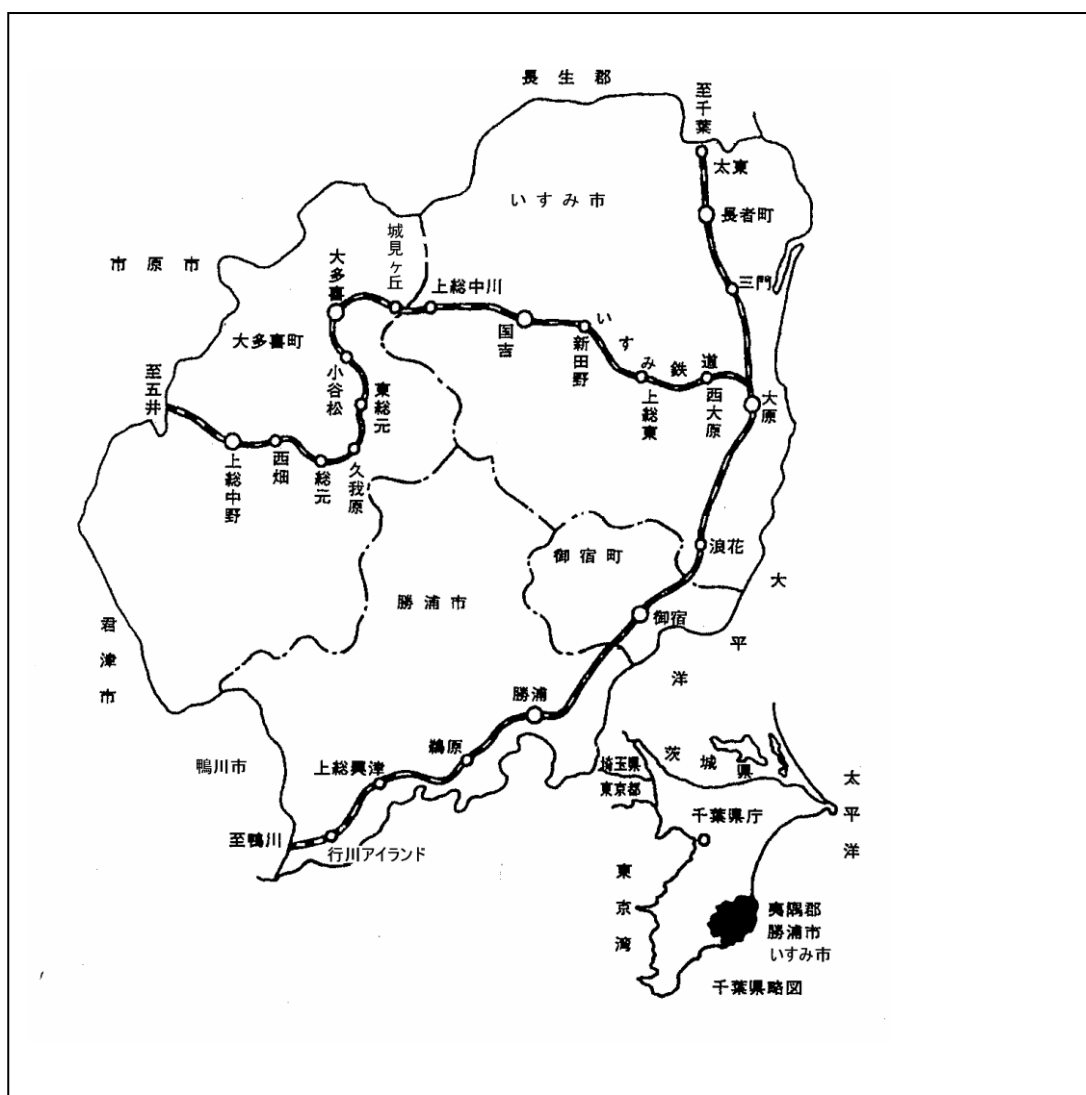 長生郡
至千葉
太東
いすみ市
長者町
城見ヶ丘
市原市
大多喜
上総中川
三門
大多喜町
国吉
新田野
いすみ鉄道
小谷松
上総東
西大原
大原
至五井
東総元
上総中野
西畑
総元
久我原
浪花
御宿町
勝浦市
御宿
大平洋
君津市
勝浦
鵜原
鴨川市
上総興津
至鴨川
行川アイランド
埼玉県
茨城県
東京都
太平洋
千葉県庁
東京湾
夷隅郡
勝浦市
いすみ市
千葉県略図